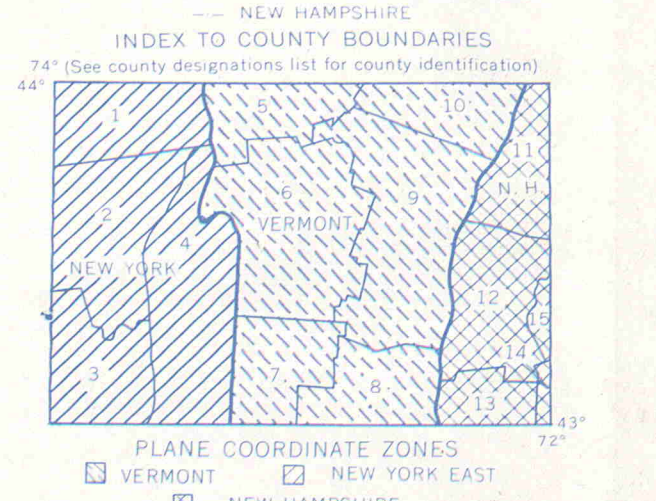 NEW HAMPSHIRE
INDEX TO COUNTY BOUNDARIES
74° (See county designations list for county identification)
44°
1
5
10
11
N. H.
6
9
2
VERMONT
4
NEW YORK
12
15
14
3
7
8
13
43°
72°
PLANE COORDINATE ZONES
VERMONT
NEW YORK EAST
NEW HAMPSHIRE